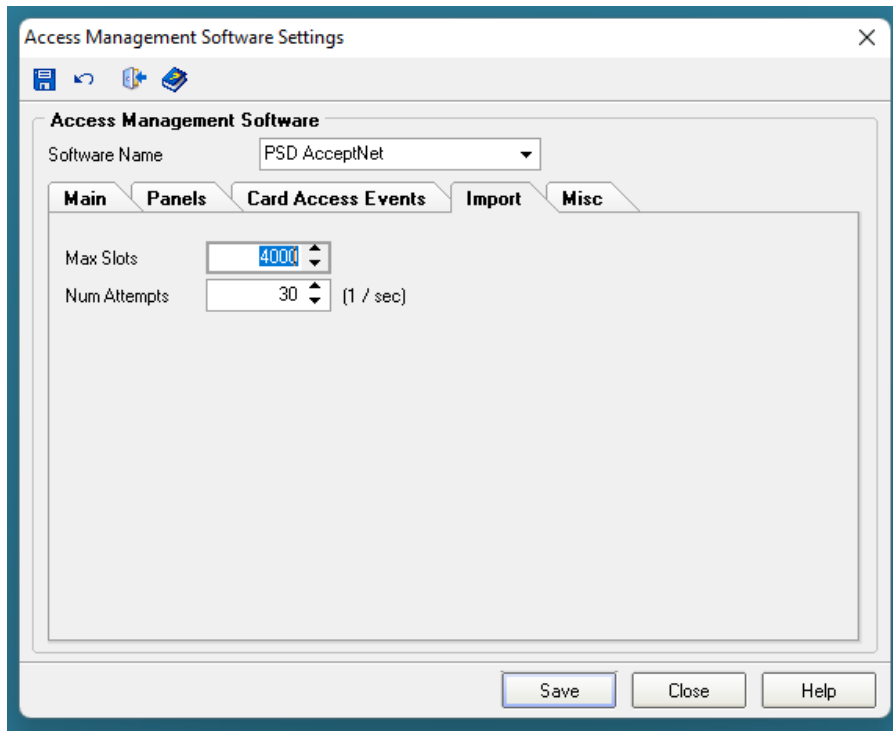 Access Management Software Settings
Access Management Software
Software Name PSD AcceptNet
Main Panels Card Access Events Import Misc
Max Slots 4000
Num Attempts 30 (1 / sec)
Save Close Help